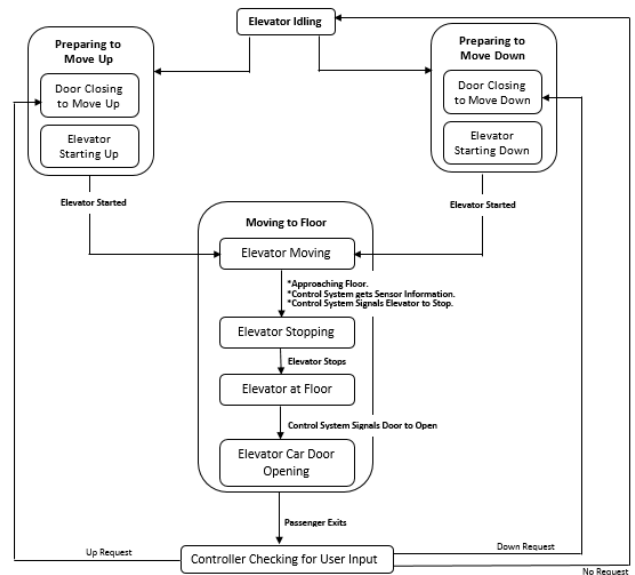 Elevator Idling
Preparing to
Move Up
Door Closing
to Move Up
Elevator
Starting Up
Preparing to
Move Down
Door Closing
to Move Down
Elevator
Starting Down
Elevator Started
Elevator Started
Moving to Floor
Elevator Moving
*Approaching Floor.
*Control System gets Sensor Information.
*Control System Signals Elevator to Stop.
Elevator Stopping
Elevator Stops
Elevator at Floor
Control System Signals Door to Open
Elevator Car Door
Opening
Passenger Exits
Up Request
Controller Checking for User Input
Down Request
No Request